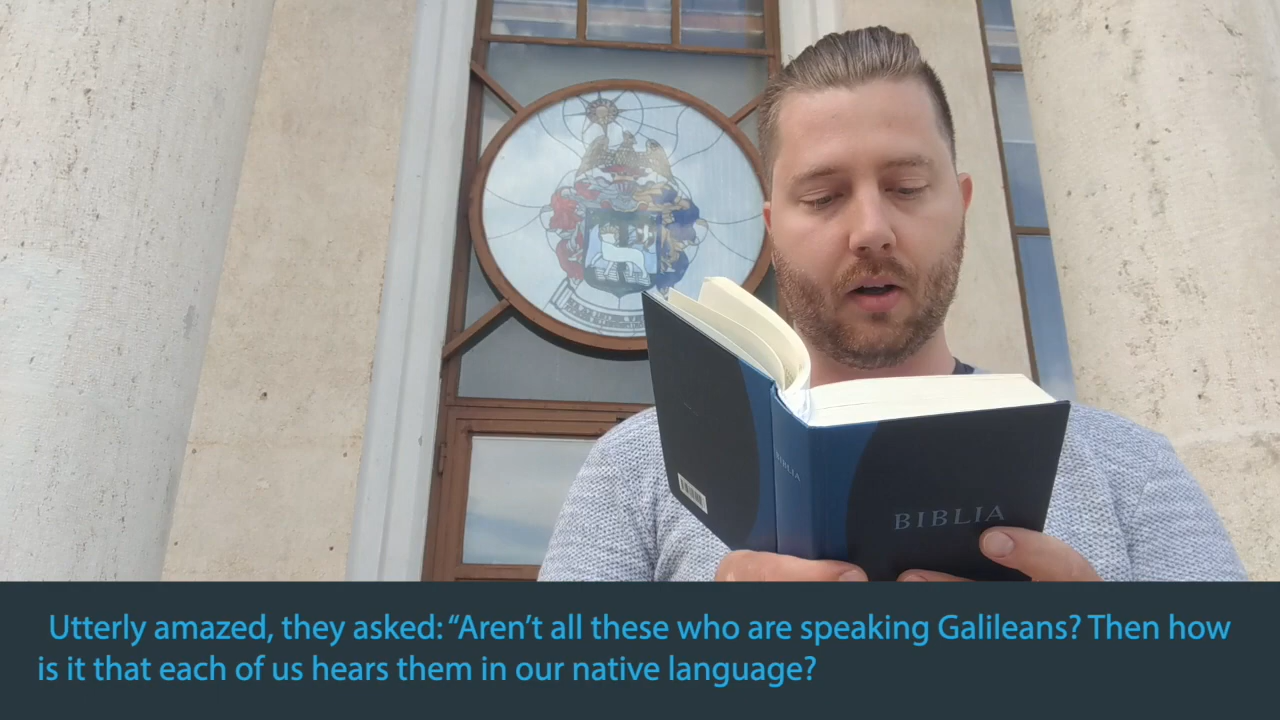 BIBLIA
BIBLIA
Utterly amazed, they asked: “Aren’t all these who are speaking Galileans? Then how
is it that each of us hears them in our native language?